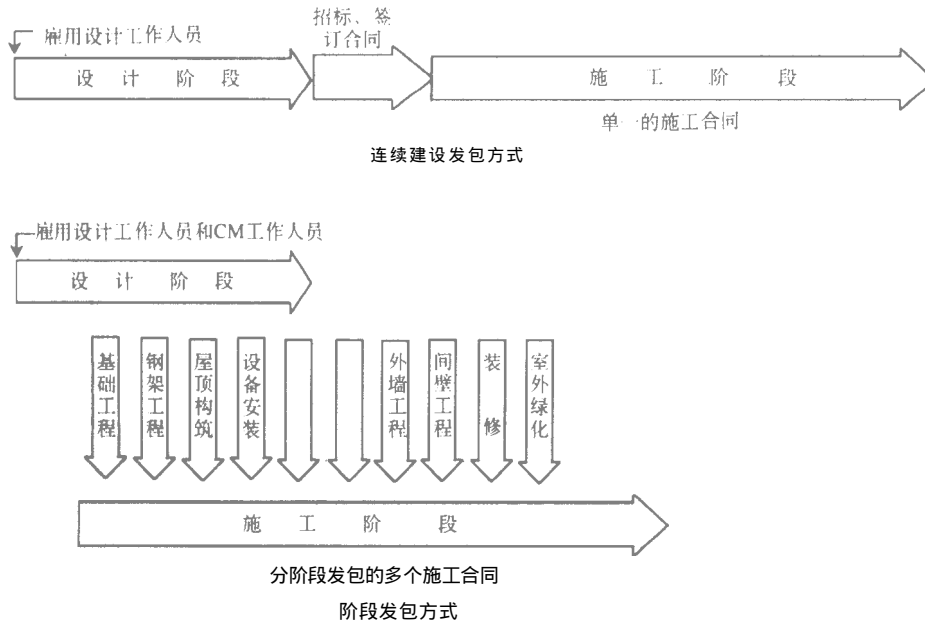 雇用设计工作人员
招标、签
订合同
设 计 阶 段
施 工 阶 段
单一的施工合同
连续建设发包方式
雇用设计工作人员和CM工作人员
设 计 阶 段
基础工程
钢架工程
屋顶构筑
设备安装
外墙工程
间壁工程
装 修
室外绿化
施 工 阶 段
分阶段发包的多个施工合同
阶段发包方式